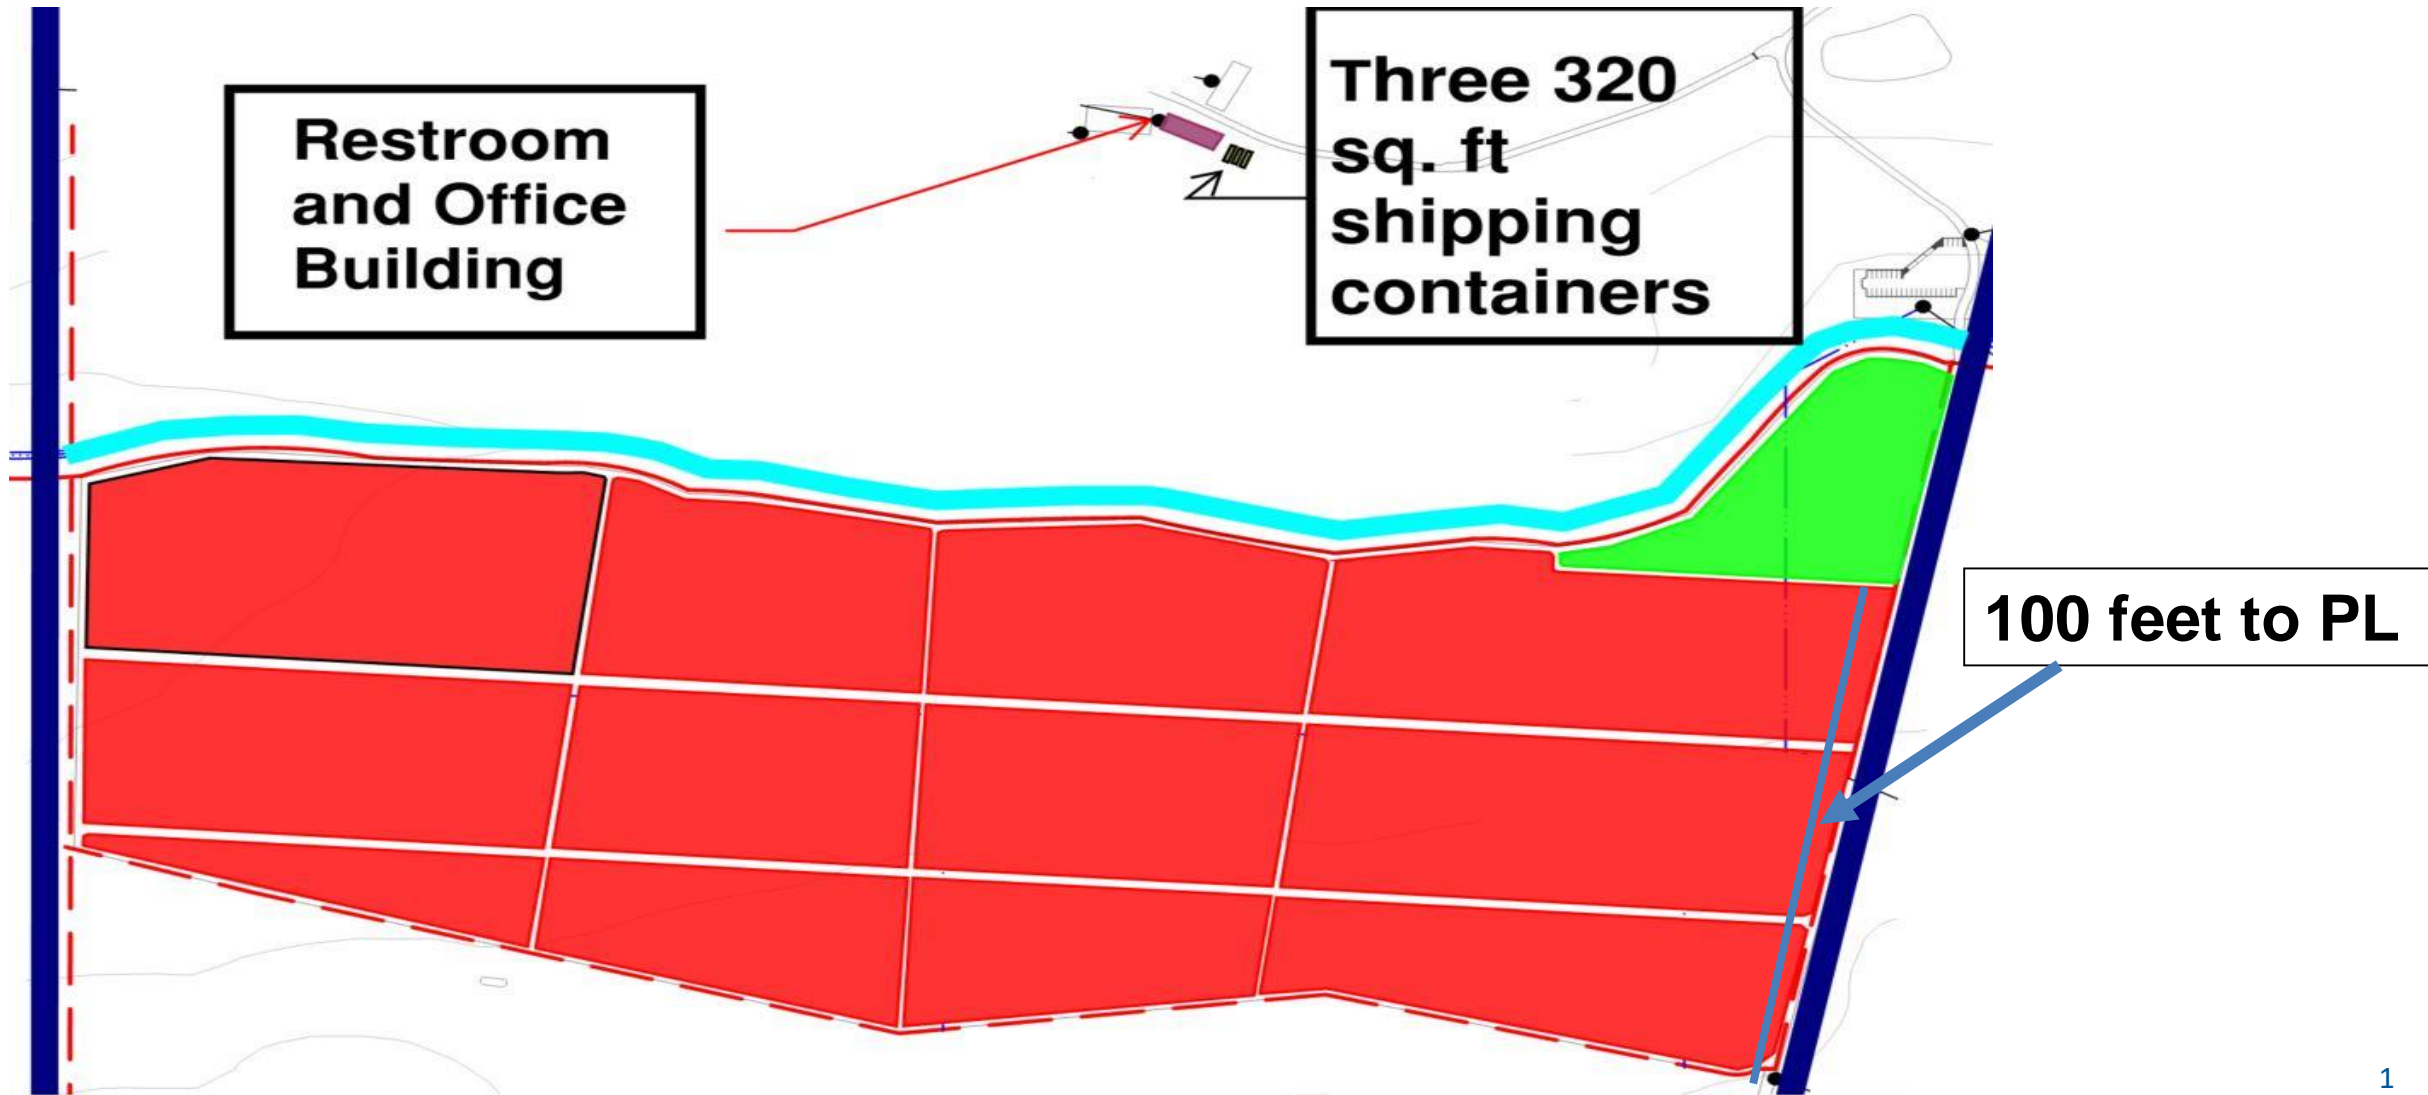 Restroom
and Office
Building
Three 320
sq. ft
shipping
containers
100 feet to PL
1